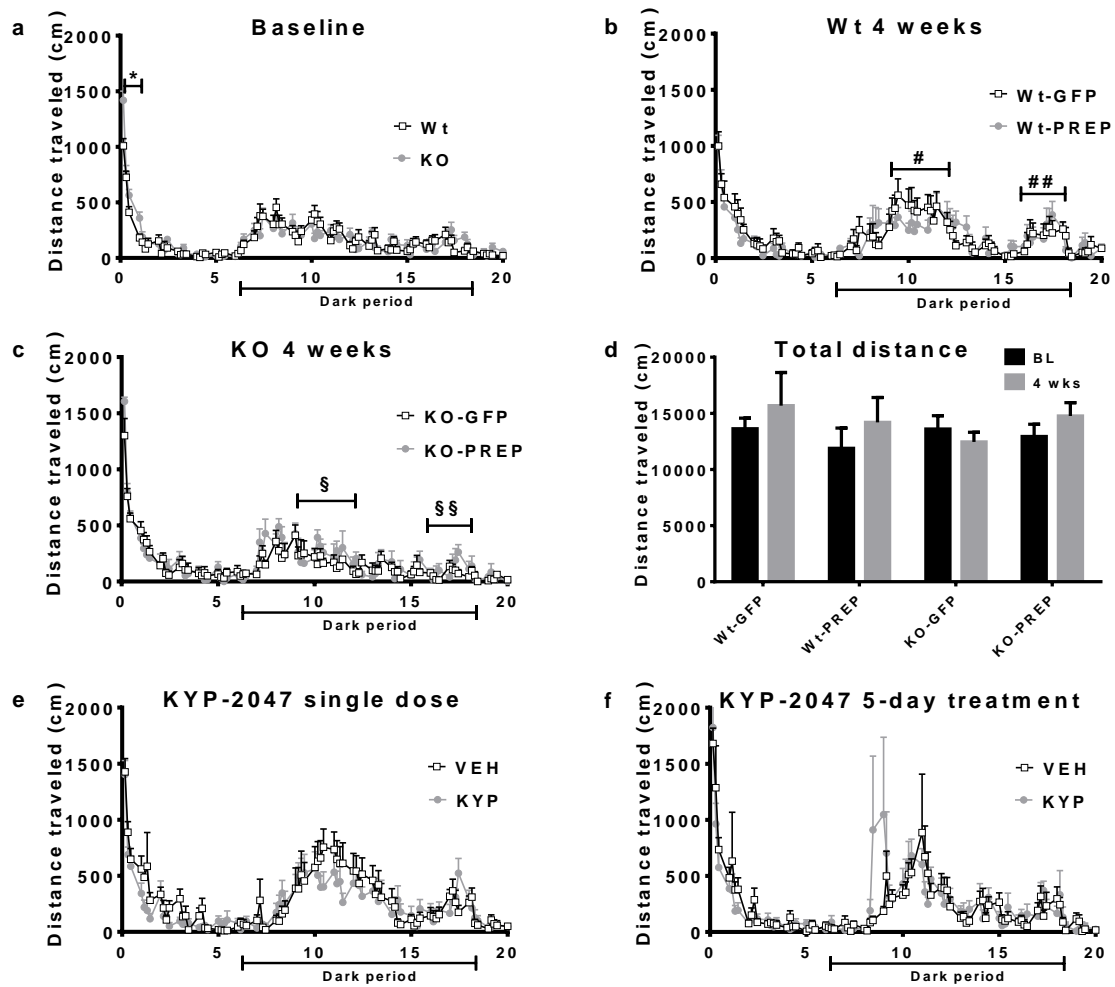 a Baseline
Distance traveled (cm)
2000
1500
1000
500
0
*
Wt
KO
0 5 10 15 20
Dark period
b Wt 4 weeks
Distance traveled (cm)
2000
1500
1000
500
0
Wt-GFP
Wt-PREP
# ##
0 5 10 15 20
Dark period
c KO 4 weeks
Distance traveled (cm)
2000
1500
1000
500
0
KO-GFP
KO-PREP
§ §§
0 5 10 15 20
Dark period
d Total distance
Distance traveled (cm)
20000
15000
10000
5000
0
BL
4 wks
Wt-GFP Wt-PREP KO-GFP KO-PREP
e KYP-2047 single dose
Distance traveled (cm)
2000
1500
1000
500
0
VEH
KYP
0 5 10 15 20
Dark period
f KYP-2047 5-day treatment
Distance traveled (cm)
2000
1500
1000
500
0
VEH
KYP
0 5 10 15 20
Dark period